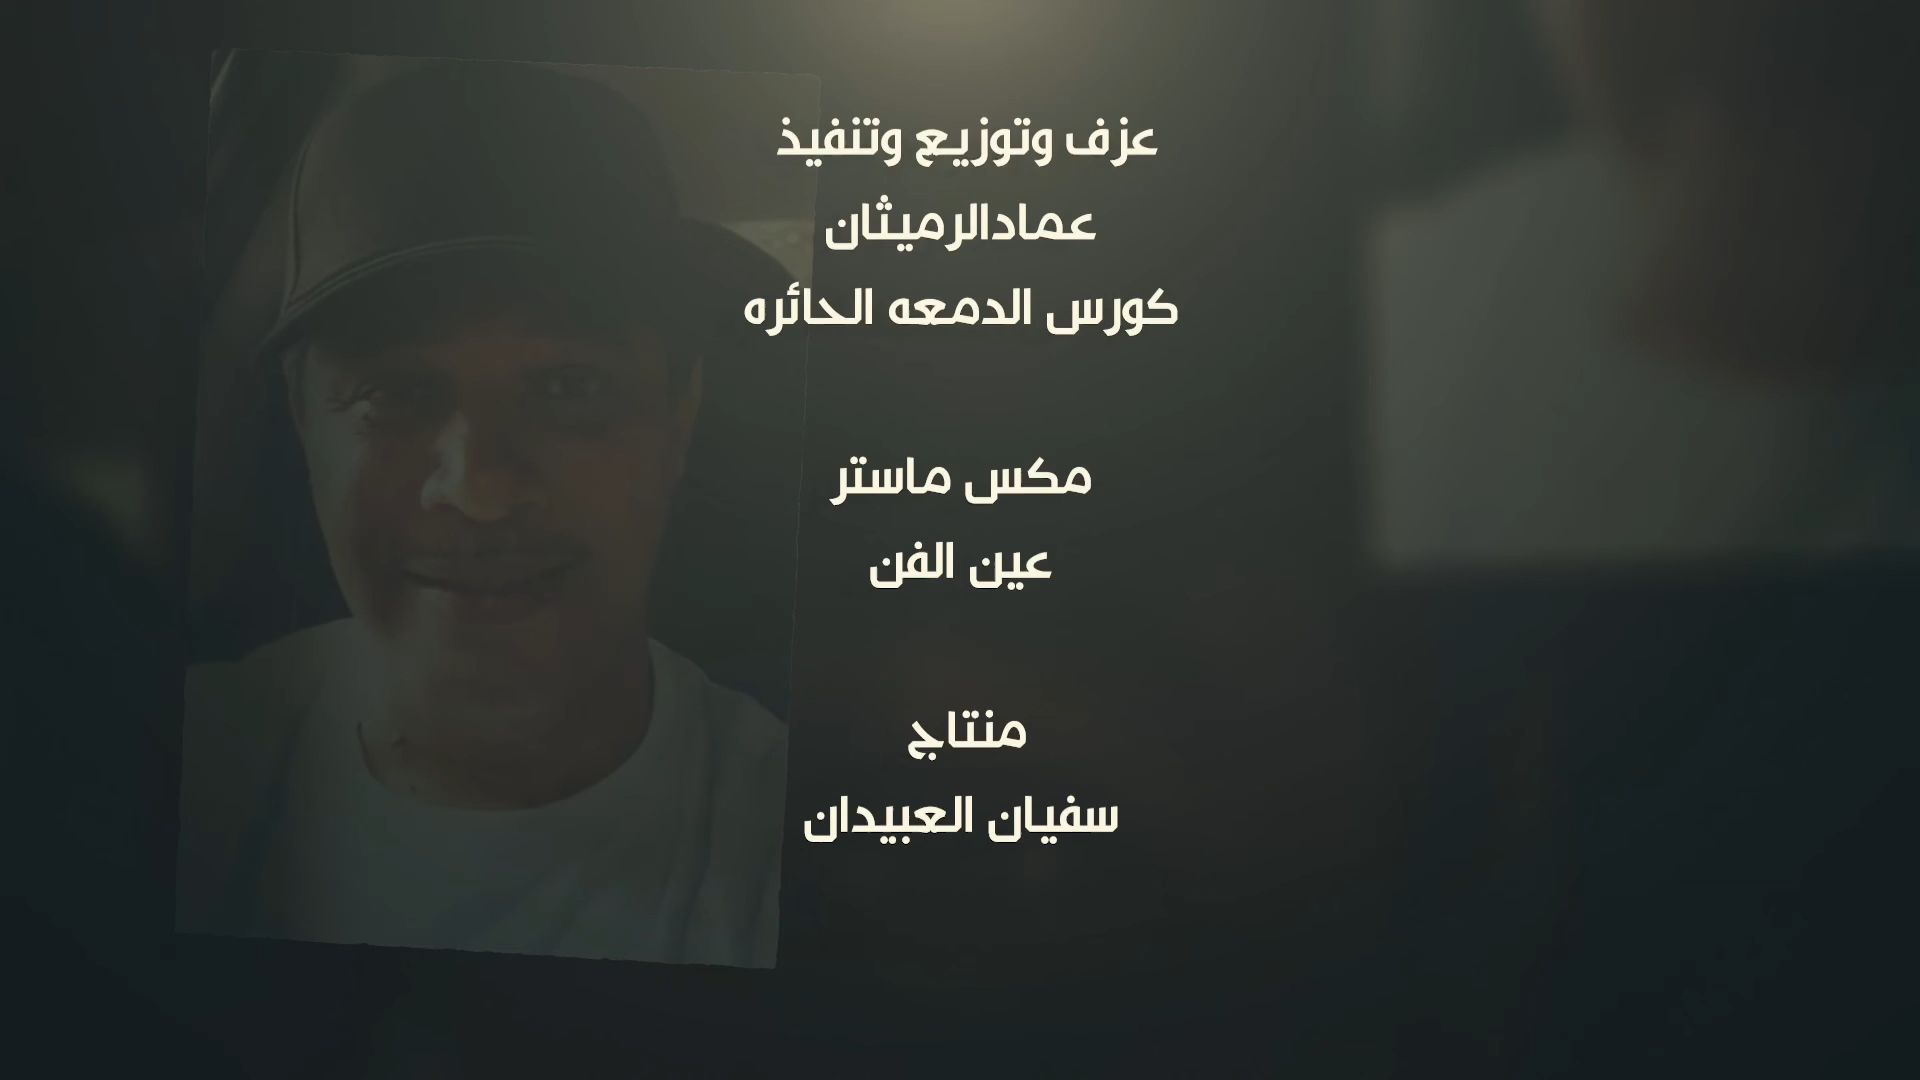 عزف وتوزيع وتنفيذ
عمادالرميثان
كورس الدمعه الحائره
مكس ماستر
عين الفن
منتاج
سفيان العبيدان